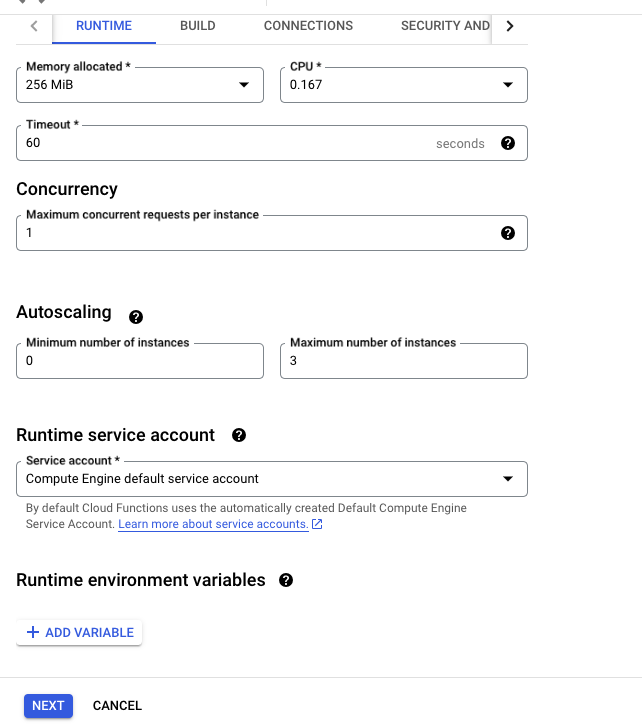 RUNTIME BUILD CONNECTIONS SECURITY AND
Memory allocated * CPU *
256 MiB 0.167
Timeout *
60 seconds
Concurrency
Maximum concurrent requests per instance
1
Autoscaling
Minimum number of instances Maximum number of instances
0 3
Runtime service account
Service account *
Compute Engine default service account
By default Cloud Functions uses the automatically created Default Compute Engine
Service Account. Learn more about service accounts.
Runtime environment variables
+ ADD VARIABLE
NEXT CANCEL